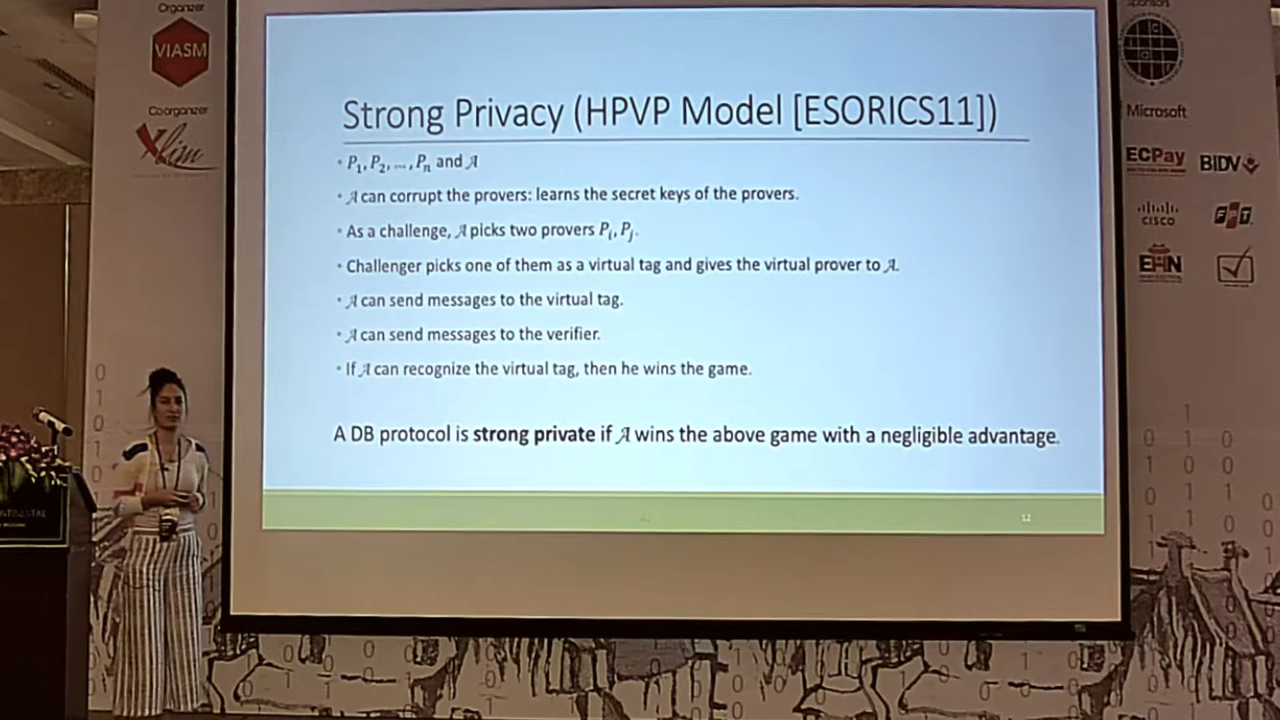 Organizer
VIASM
Coorganizer
Xlim
Strong Privacy (HPVP Model [ESORICS11])
• P₁, P₂, …, Pₙ and 𝒜
• 𝒜 can corrupt the provers: learns the secret keys of the provers.
• As a challenge, 𝒜 picks two provers Pᵢ, Pⱼ.
• Challenger picks one of them as a virtual tag and gives the virtual prover to 𝒜.
• 𝒜 can send messages to the virtual tag.
• 𝒜 can send messages to the verifier.
• If 𝒜 can recognize the virtual tag, then he wins the game.
A DB protocol is strong private if 𝒜 wins the above game with a negligible advantage.
12
Sponsors
Microsoft
ECPay
BIDV
CISCO
FPT